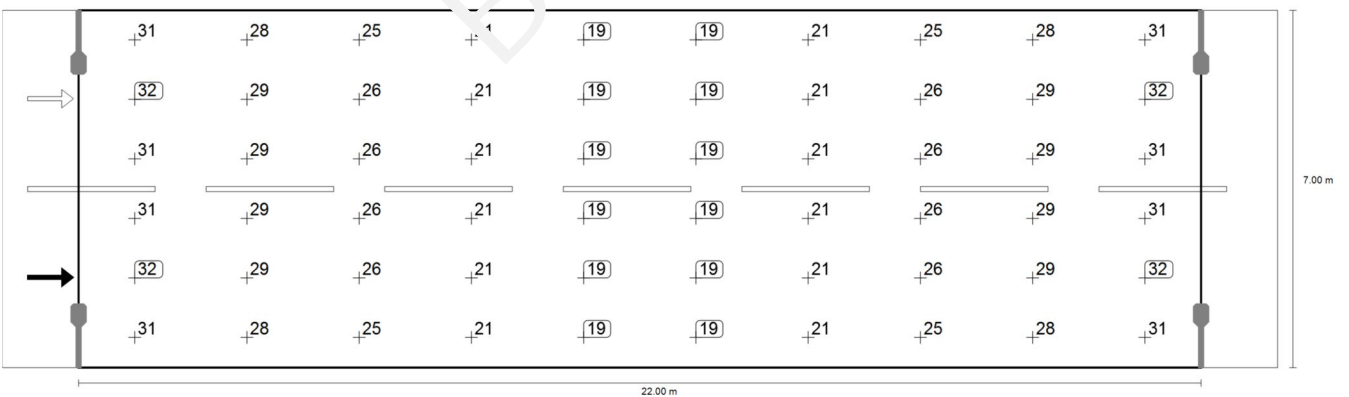 31 28 25 21 19 19 21 25 28 31
32 29 26 21 19 19 21 26 29 32
31 29 26 21 19 19 21 26 29 31
7.00 m
31 29 26 21 19 19 21 26 29 31
32 29 26 21 19 19 21 26 29 32
31 28 25 21 19 19 21 25 28 31
22.00 m